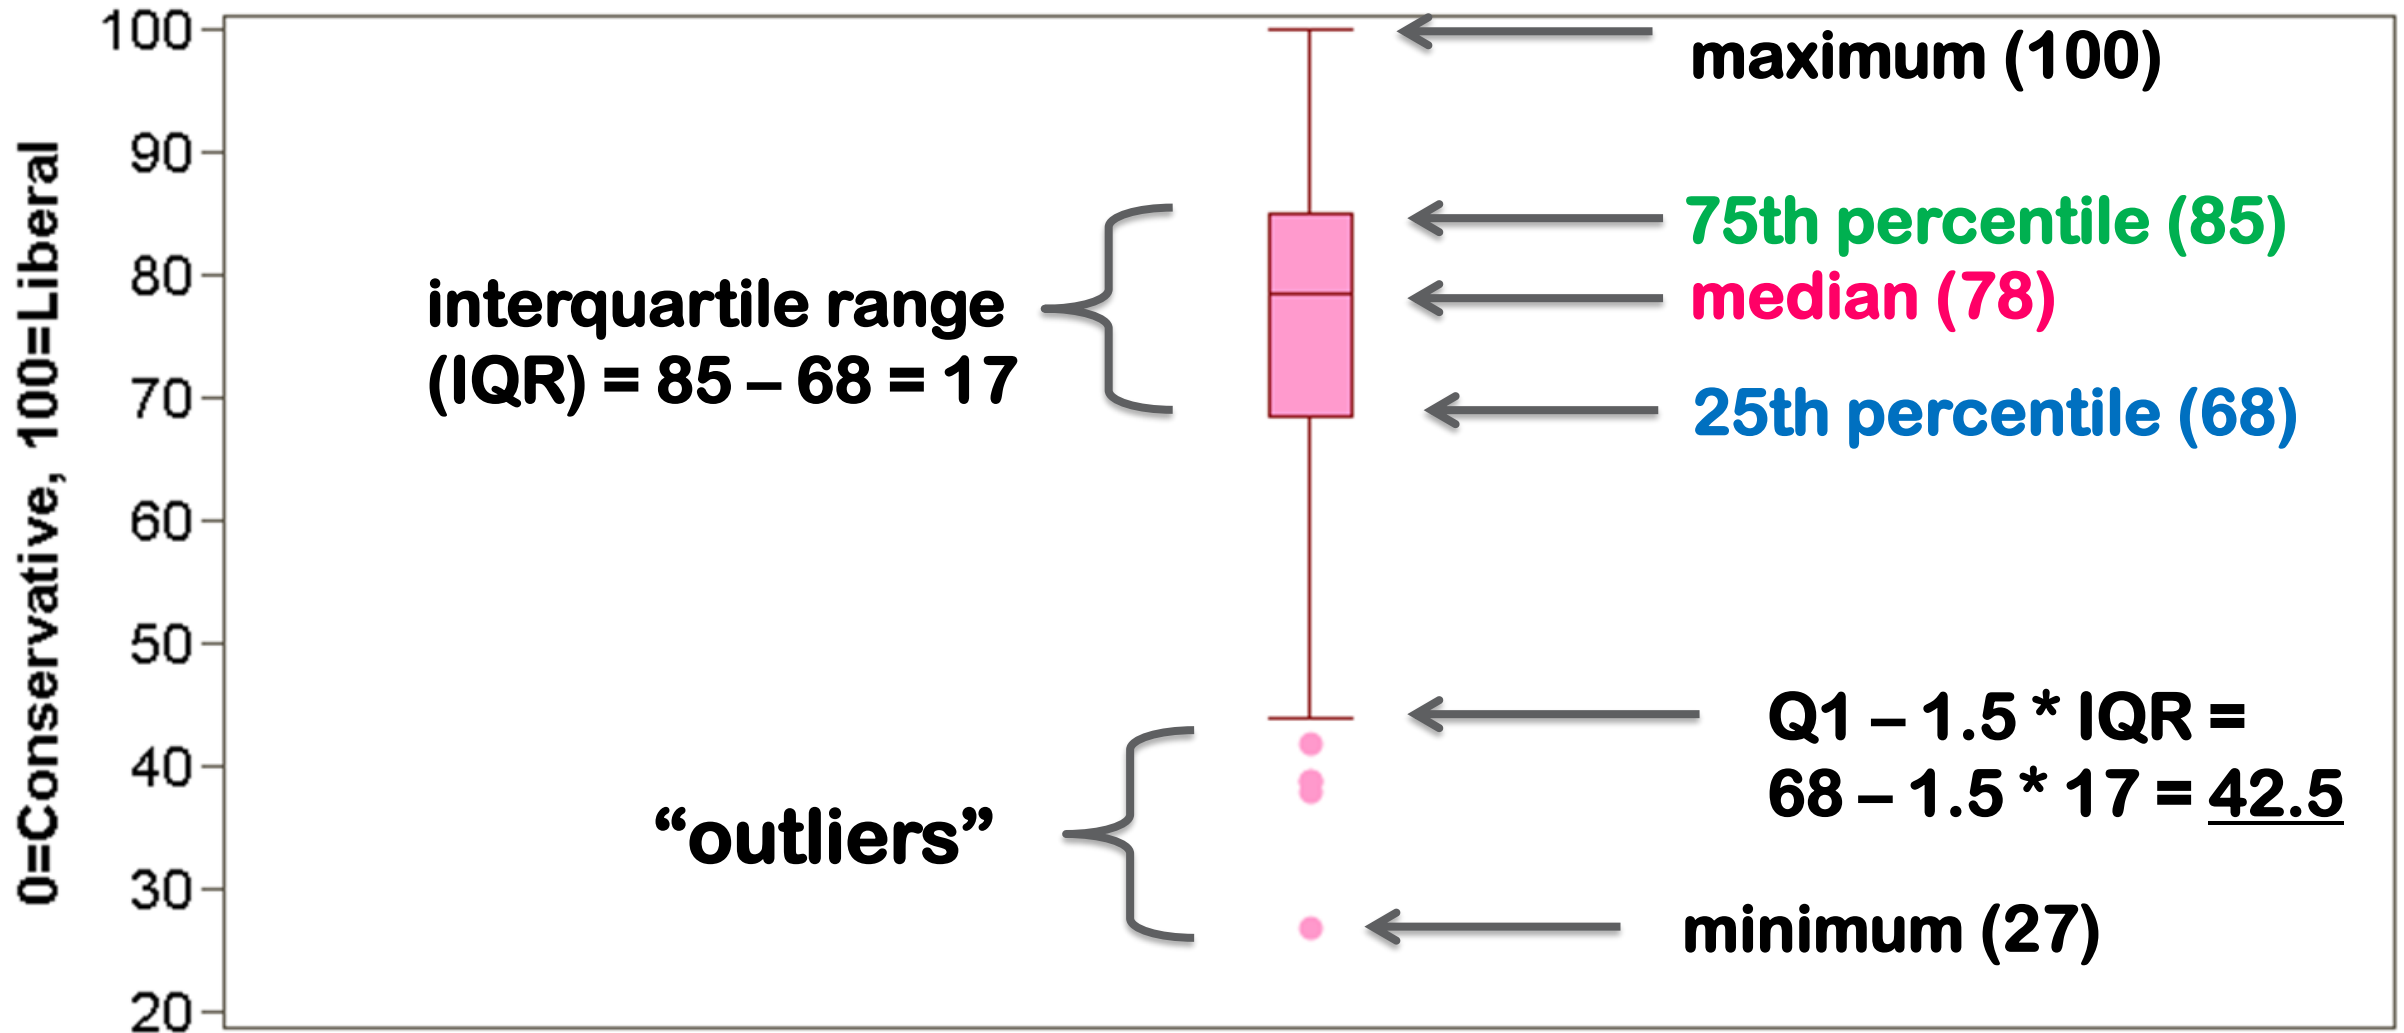 0=Conservative, 100=Liberal
100
90
80
70
60
50
40
30
20
maximum (100)
75th percentile (85)
median (78)
25th percentile (68)
interquartile range
(IQR) = 85 – 68 = 17
Q1 – 1.5 * IQR =
68 – 1.5 * 17 = 42.5
“outliers”
minimum (27)